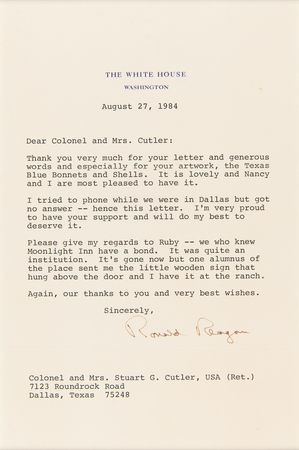 THE WHITE HOUSE
WASHINGTON
August 27, 1984
Dear Colonel and Mrs. Cutler:
Thank you very much for your letter and generous
words and especially for your artwork, the Texas
Blue Bonnets and Shells. It is lovely and Nancy
and I are most pleased to have it.
I tried to phone while we were in Dallas but got
no answer -- hence this letter. I'm very proud
to have your support and will do my best to
deserve it.
Please give my regards to Ruby -- we who knew
Moonlight Inn have a bond. It was quite an
institution. It's gone now but one alumnus of
the place sent me the little wooden sign that
hung above the door and I have it at the ranch.
Again, our thanks to you and very best wishes.
Sincerely,
Ronald Reagan
Colonel and Mrs. Stuart G. Cutler, USA (Ret.)
7123 Roundrock Road
Dallas, Texas 75248